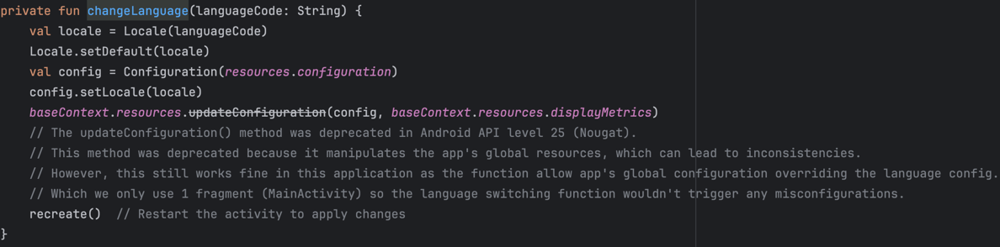 private fun changeLanguage(languageCode: String) {
    val locale = Locale(languageCode)
    Locale.setDefault(locale)
    val config = Configuration(resources.configuration)
    config.setLocale(locale)
    baseContext.resources.updateConfiguration(config, baseContext.resources.displayMetrics)
    // The updateConfiguration() method was deprecated in Android API level 25 (Nougat).
    // This method was deprecated because it manipulates the app's global resources, which can lead to inconsistencies.
    // However, this still works fine in this application as the function allow app's global configuration overriding the language config.
    // Which we only use 1 fragment (MainActivity) so the language switching function wouldn't trigger any misconfigurations.
    recreate()  // Restart the activity to apply changes
}